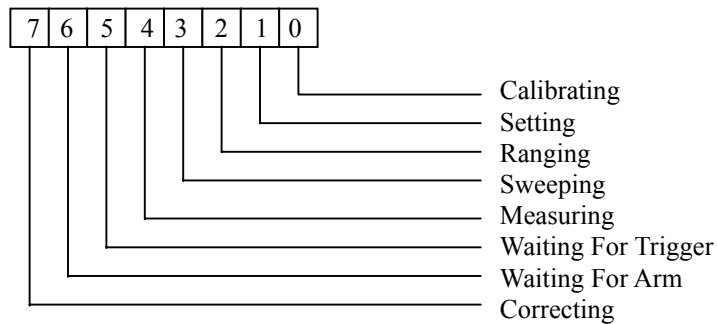 7 6 5 4 3 2 1 0
Calibrating
Setting
Ranging
Sweeping
Measuring
Waiting For Trigger
Waiting For Arm
Correcting